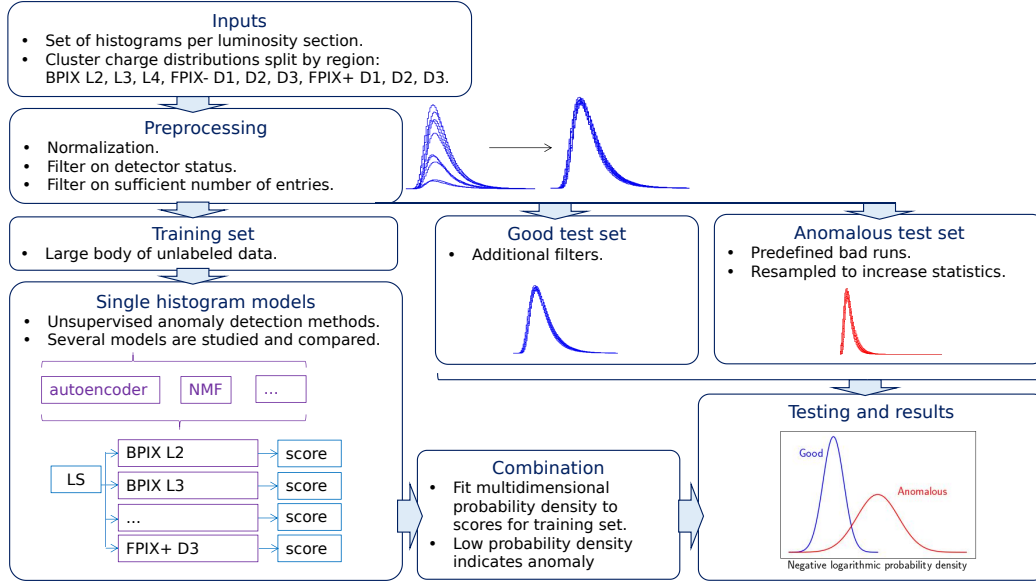 Inputs
• Set of histograms per luminosity section.
• Cluster charge distributions split by region:
BPIX L2, L3, L4, FPIX- D1, D2, D3, FPIX+ D1, D2, D3.
Preprocessing
• Normalization.
• Filter on detector status.
• Filter on sufficient number of entries.
Training set
• Large body of unlabeled data.
Good test set
• Additional filters.
Anomalous test set
• Predefined bad runs.
• Resampled to increase statistics.
Single histogram models
• Unsupervised anomaly detection methods.
• Several models are studied and compared.
autoencoder
NMF
...
LS
BPIX L2
score
BPIX L3
score
...
score
FPIX+ D3
score
Combination
• Fit multidimensional
probability density to
scores for training set.
• Low probability density
indicates anomaly
Testing and results
Good
Anomalous
Negative logarithmic probability density